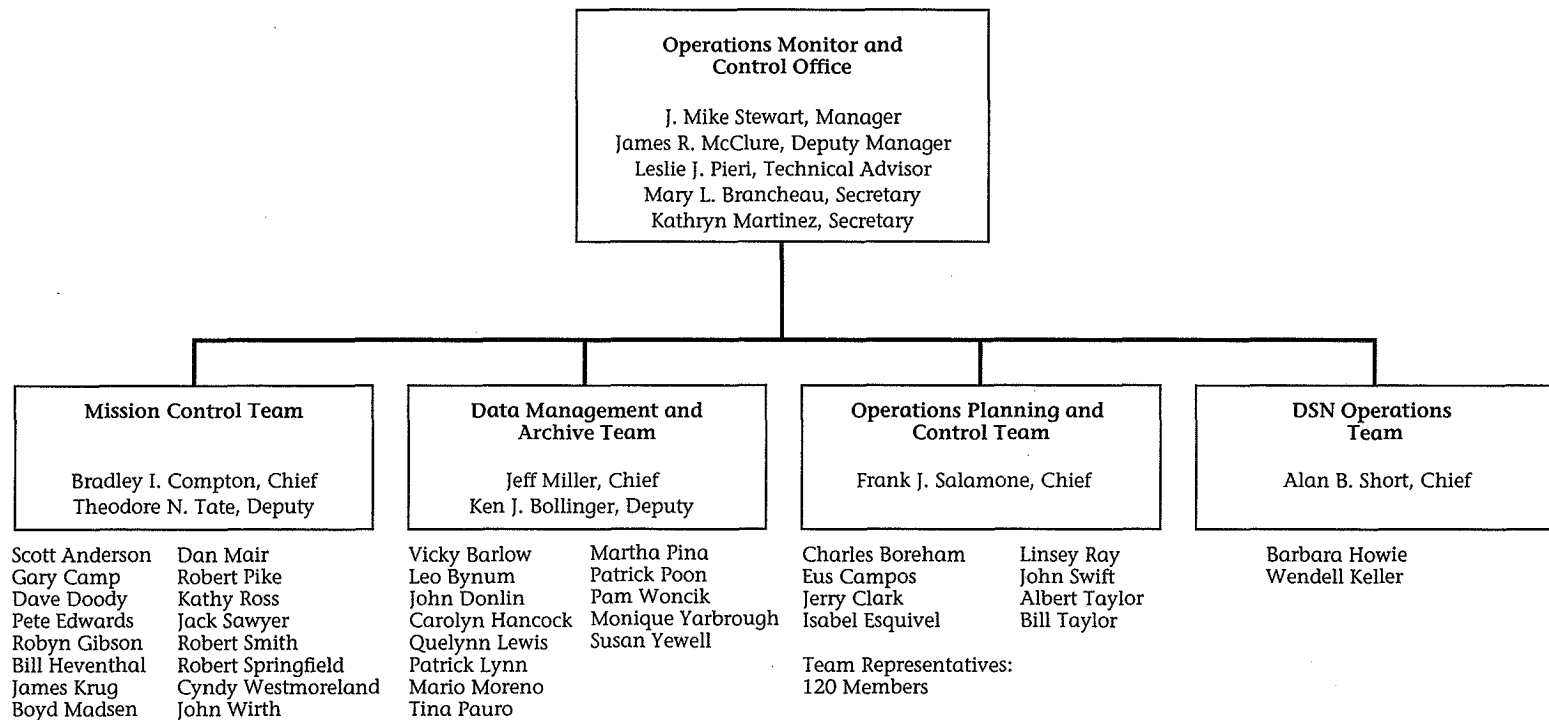 Operations Monitor and
Control Office
J. Mike Stewart, Manager
James R. McClure, Deputy Manager
Leslie J. Pieri, Technical Advisor
Mary L. Brancheau, Secretary
Kathryn Martinez, Secretary
Mission Control Team
Bradley I. Compton, Chief
Theodore N. Tate, Deputy
Scott Anderson
Gary Camp
Dave Doody
Pete Edwards
Robyn Gibson
Bill Heventhal
James Krug
Boyd Madsen
Dan Mair
Robert Pike
Kathy Ross
Jack Sawyer
Robert Smith
Robert Springfield
Cyndy Westmoreland
John Wirth
Data Management and
Archive Team
Jeff Miller, Chief
Ken J. Bollinger, Deputy
Vicky Barlow
Leo Bynum
John Donlin
Carolyn Hancock
Quelynn Lewis
Patrick Lynn
Mario Moreno
Tina Pauro
Martha Pina
Patrick Poon
Pam Woncik
Monique Yarbrough
Susan Yewell
Operations Planning and
Control Team
Frank J. Salamone, Chief
Charles Boreham
Eus Campos
Jerry Clark
Isabel Esquivel
Linsey Ray
John Swift
Albert Taylor
Bill Taylor
Team Representatives:
120 Members
DSN Operations
Team
Alan B. Short, Chief
Barbara Howie
Wendell Keller